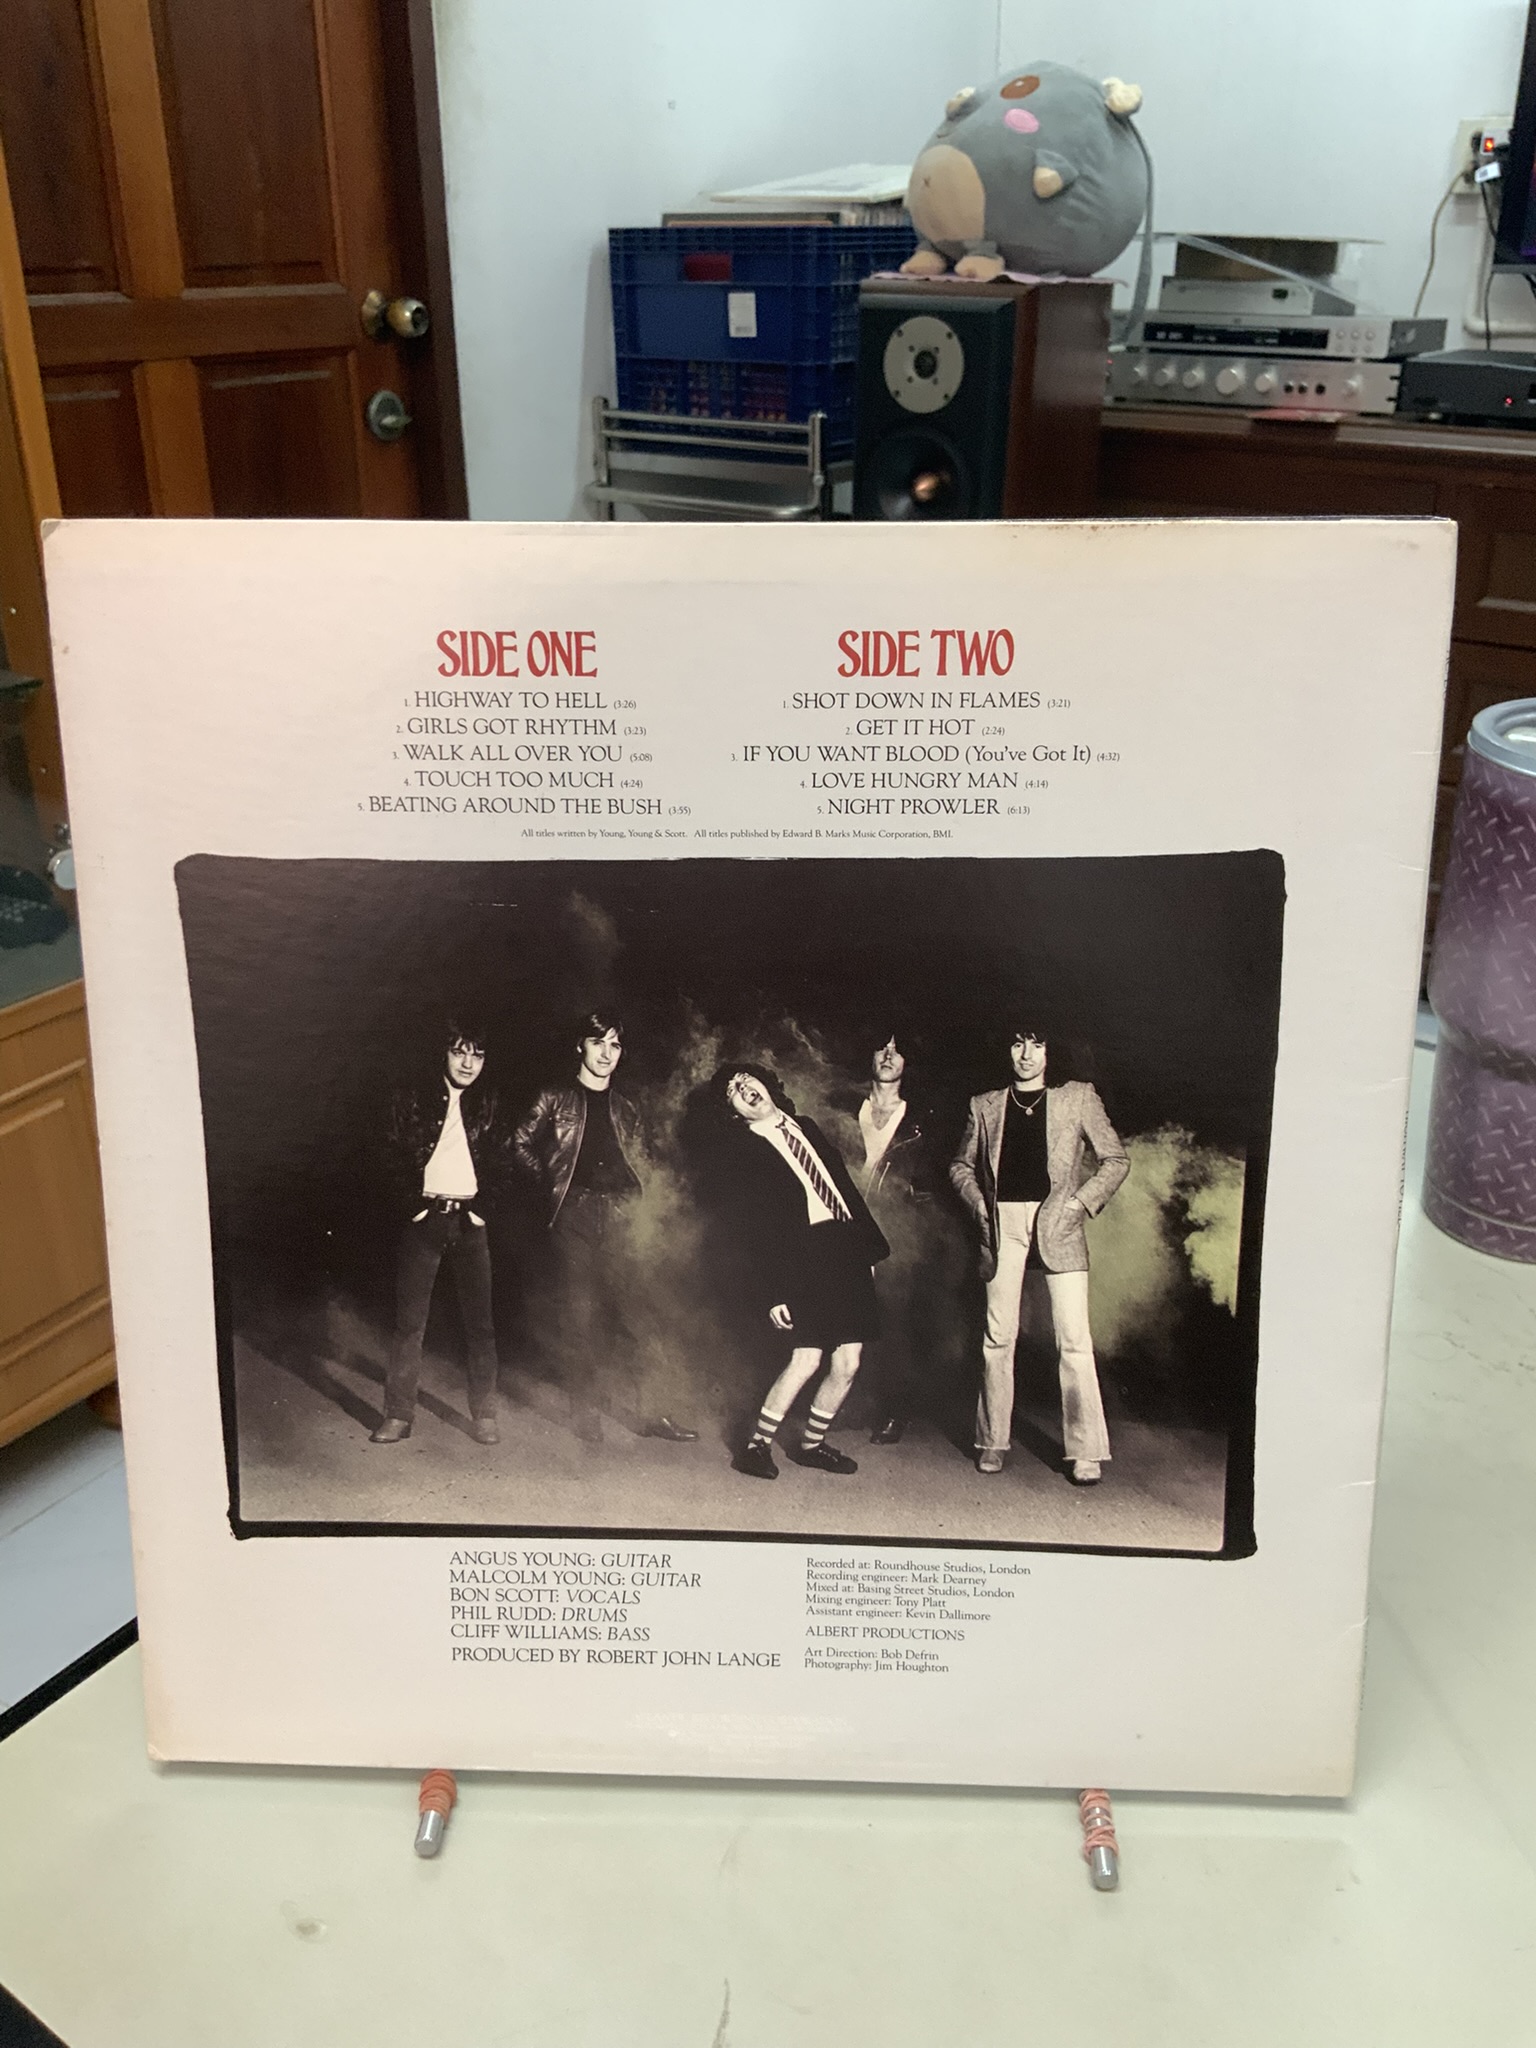 SIDE ONE
1. HIGHWAY TO HELL (3:26)
2. GIRLS GOT RHYTHM (3:23)
3. WALK ALL OVER YOU (5:08)
4. TOUCH TOO MUCH (4:24)
5. BEATING AROUND THE BUSH (3:55)
SIDE TWO
1. SHOT DOWN IN FLAMES (3:21)
2. GET IT HOT (2:24)
3. IF YOU WANT BLOOD (You've Got It) (4:32)
4. LOVE HUNGRY MAN (4:14)
5. NIGHT PROWLER (6:13)
All titles written by Young, Young & Scott. All titles published by Edward B. Marks Music Corporation, BMI.
ANGUS YOUNG: GUITAR
MALCOLM YOUNG: GUITAR
BON SCOTT: VOCALS
PHIL RUDD: DRUMS
CLIFF WILLIAMS: BASS
PRODUCED BY ROBERT JOHN LANGE
Recorded at: Roundhouse Studios, London
Recording engineer: Mark Dearney
Mixed at: Basing Street Studios, London
Mixing engineer: Tony Platt
Assistant engineer: Kevin Dallimore
ALBERT PRODUCTIONS
Art Direction: Bob Defrin
Photography: Jim Houghton